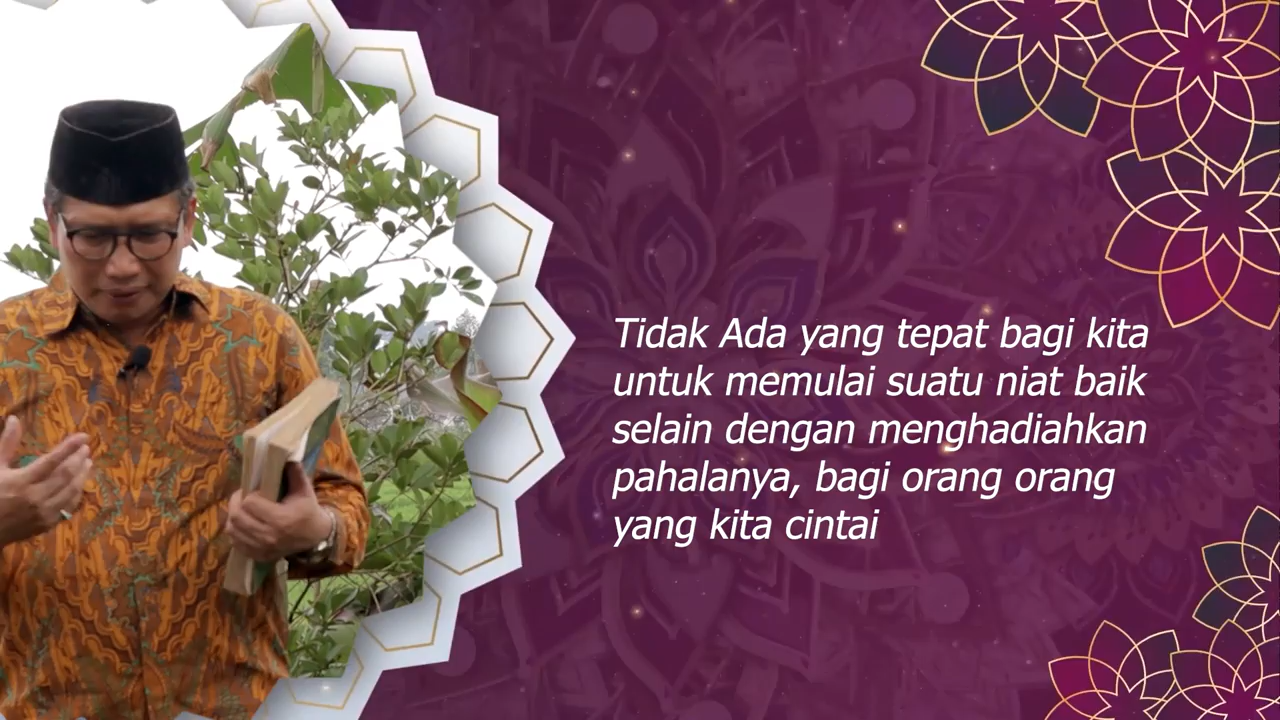 Tidak Ada yang tepat bagi kita
untuk memulai suatu niat baik
selain dengan menghadiahkan
pahalanya, bagi orang orang
yang kita cintai